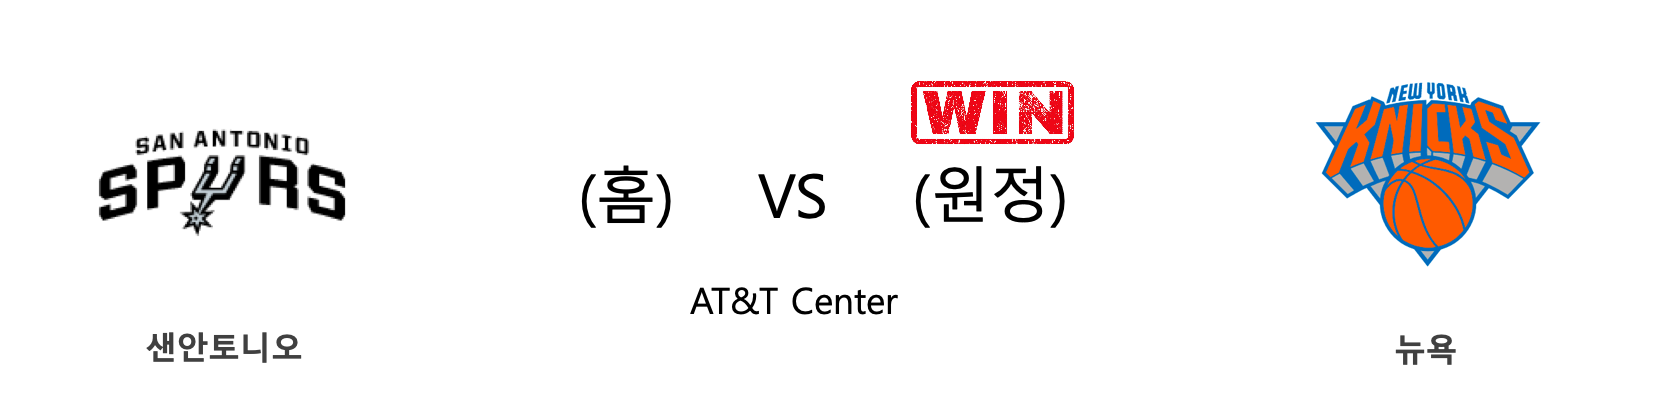 SAN ANTONIO
SPURS
WIN
NEW YORK
KNICKS
(홈) VS (원정)
AT&T Center
샌안토니오
뉴욕